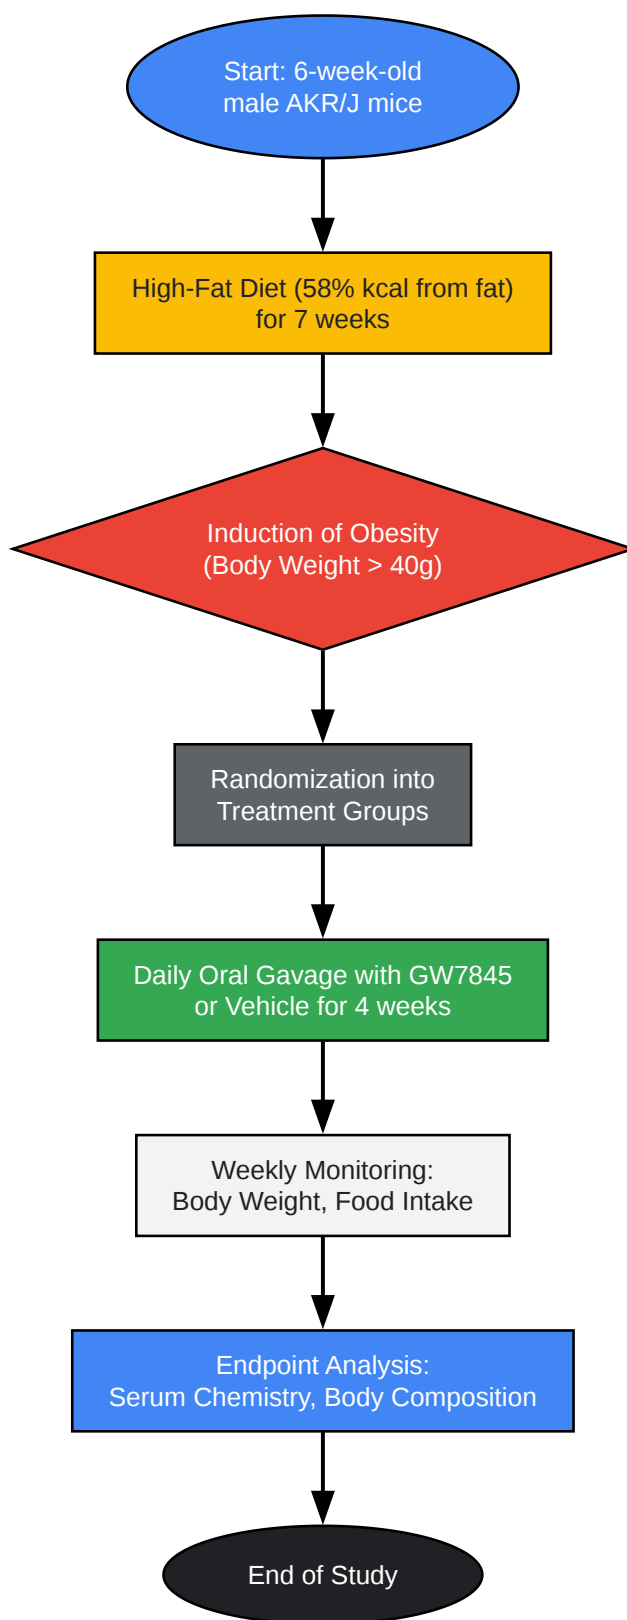 Start: 6-week-old
male AKR/J mice
High-Fat Diet (58% kcal from fat)
for 7 weeks
Induction of Obesity
(Body Weight > 40g)
Randomization into
Treatment Groups
Daily Oral Gavage with GW7845
or Vehicle for 4 weeks
Weekly Monitoring:
Body Weight, Food Intake
Endpoint Analysis:
Serum Chemistry, Body Composition
End of Study